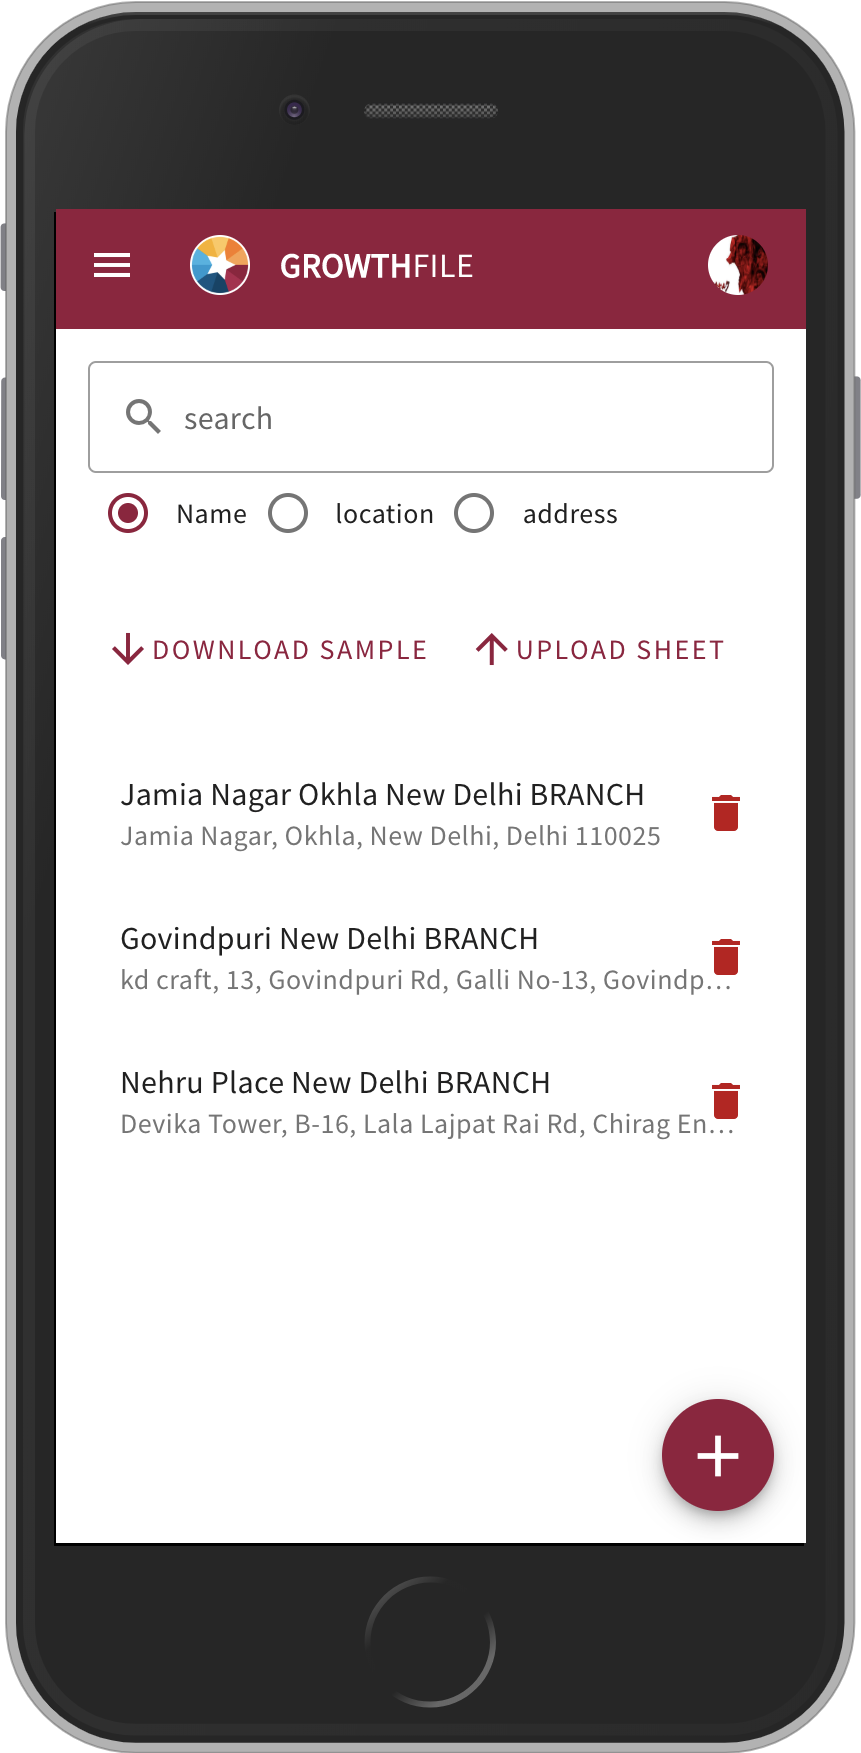 GROWTHFILE
search
Name location address
DOWNLOAD SAMPLE UPLOAD SHEET
Jamia Nagar Okhla New Delhi BRANCH
Jamia Nagar, Okhla, New Delhi, Delhi 110025
Govindpuri New Delhi BRANCH
kd craft, 13, Govindpuri Rd, Galli No-13, Govindp...
Nehru Place New Delhi BRANCH
Devika Tower, B-16, Lala Lajpat Rai Rd, Chirag En...